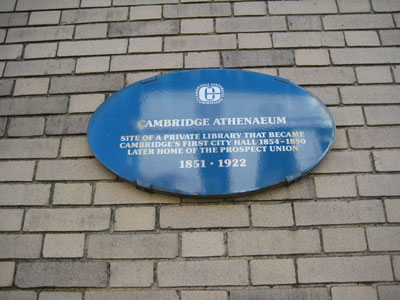 CAMBRIDGE ATHENAEUM
SITE OF A PRIVATE LIBRARY THAT BECAME
CAMBRIDGE'S FIRST CITY HALL 1854-1890
LATER HOME OF THE PROSPECT UNION
1851 · 1922